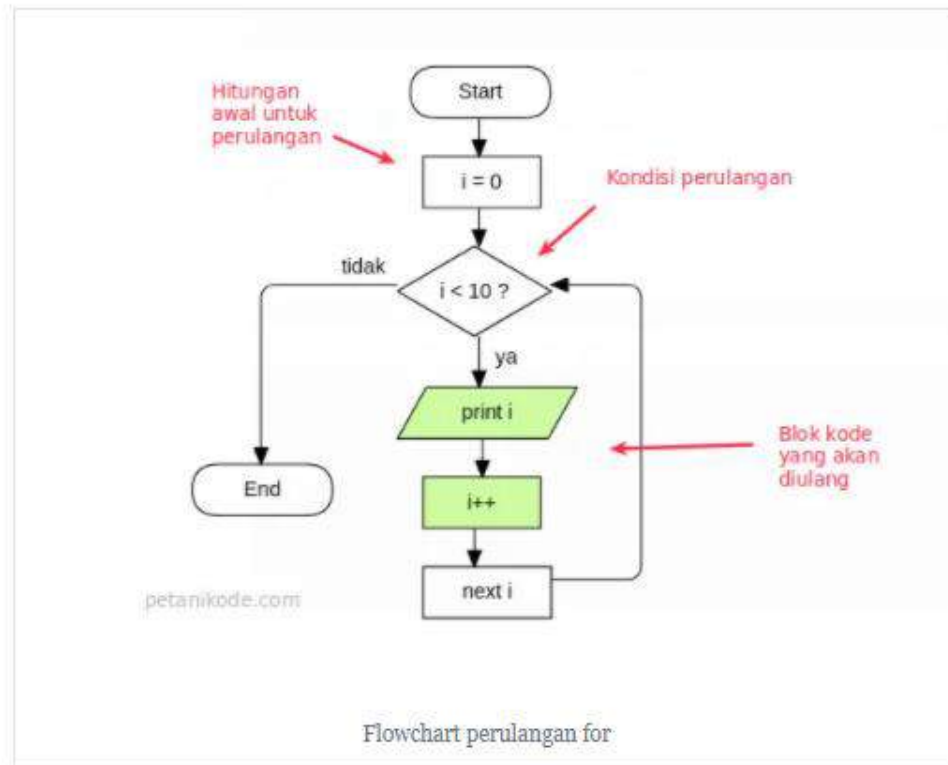 Start
Hitungan
awal untuk
perulangan
i = 0
Kondisi perulangan
tidak
i < 10 ?
ya
print i
Blok kode
yang akan
diulang
End
i++
next i
petanikode.com
Flowchart perulangan for